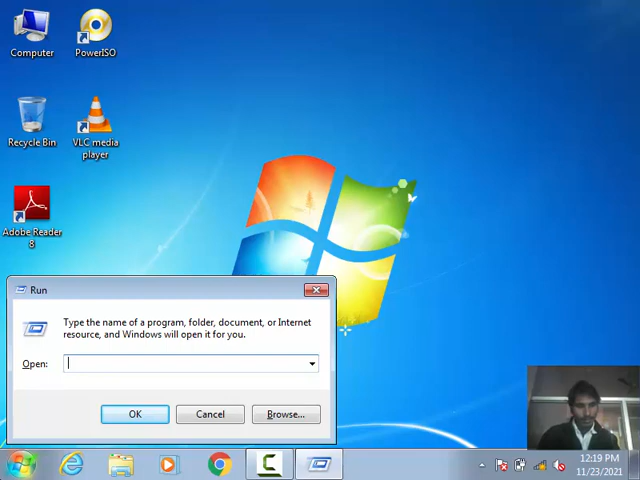 Computer
PowerISO
Recycle Bin
VLC media
player
Adobe Reader
8
Run
Type the name of a program, folder, document, or Internet
resource, and Windows will open it for you.
Open:
OK
Cancel
Browse...
12:19 PM
11/23/2021